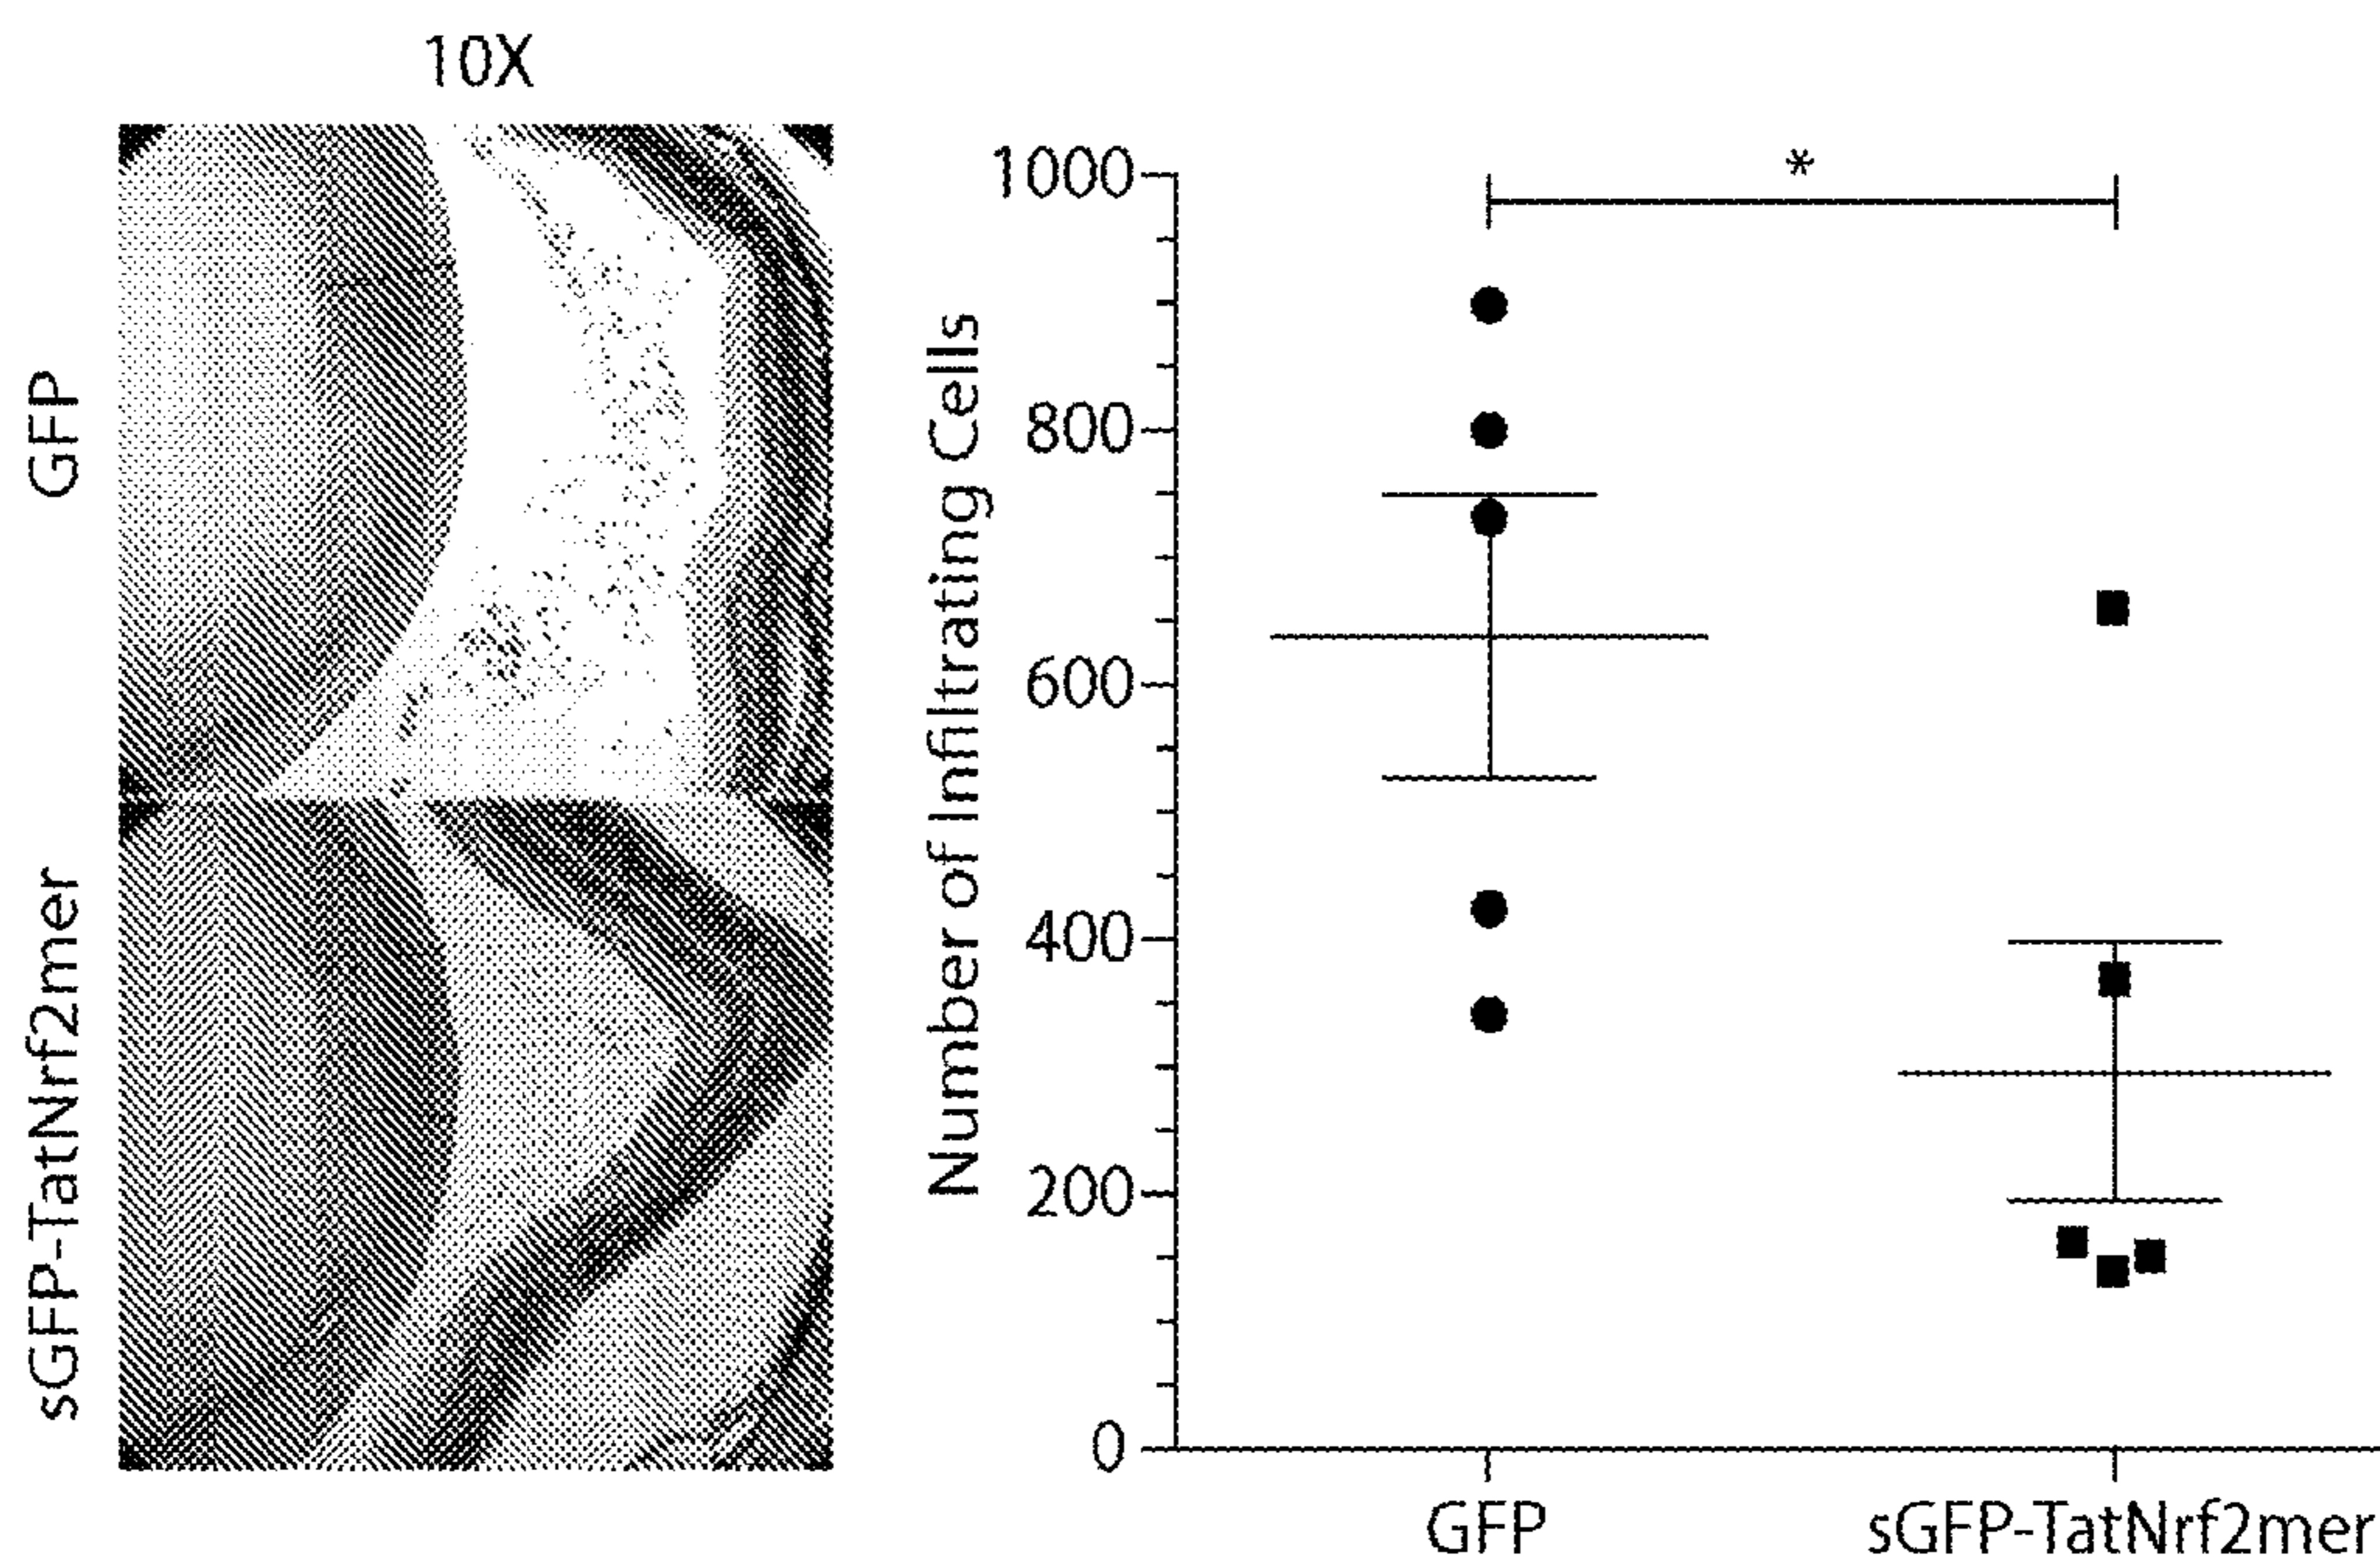 10X
GFP
sGFP-TatNrf2mer
Number of Infiltrating Cells
1000
800
600
400
200
0
*
GFP
sGFP-TatNrf2mer